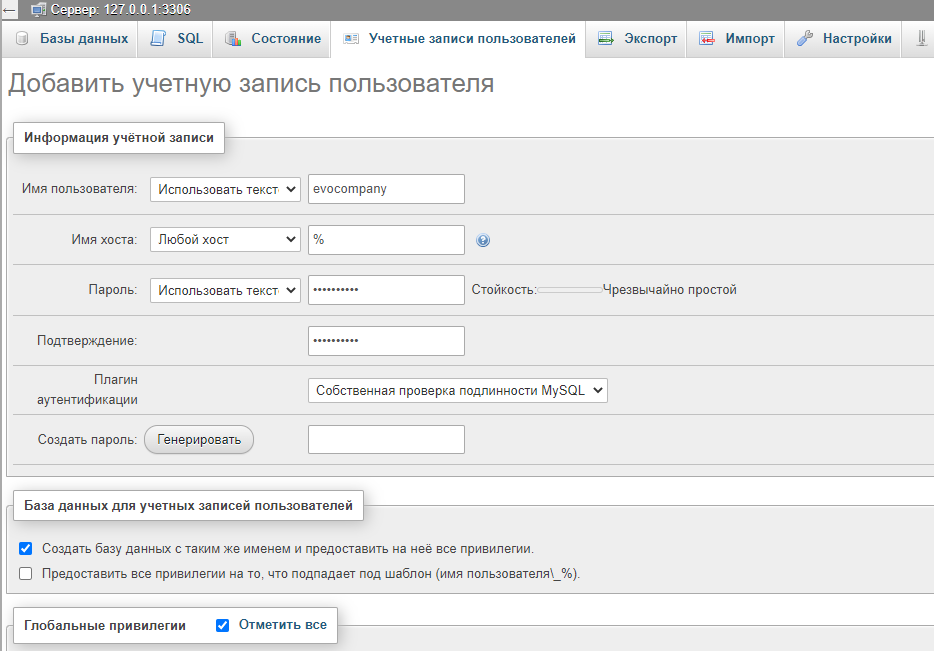 Сервер: 127.0.0.1:3306
Базы данных SQL Состояние Учетные записи пользователей Экспорт Импорт Настройки
Добавить учетную запись пользователя
Информация учётной записи
Имя пользователя: Использовать текст evocompany
Имя хоста: Любой хост %
Пароль: Использовать текст •••••••••• Стойкость: Чрезвычайно простой
Подтверждение: ••••••••••
Плагин
аутентификации Собственная проверка подлинности MySQL
Создать пароль: Генерировать
База данных для учетных записей пользователей
Создать базу данных с таким же именем и предоставить на неё все привилегии.
Предоставить все привилегии на то, что подпадает под шаблон (имя пользователя\_%).
Глобальные привилегии Отметить все